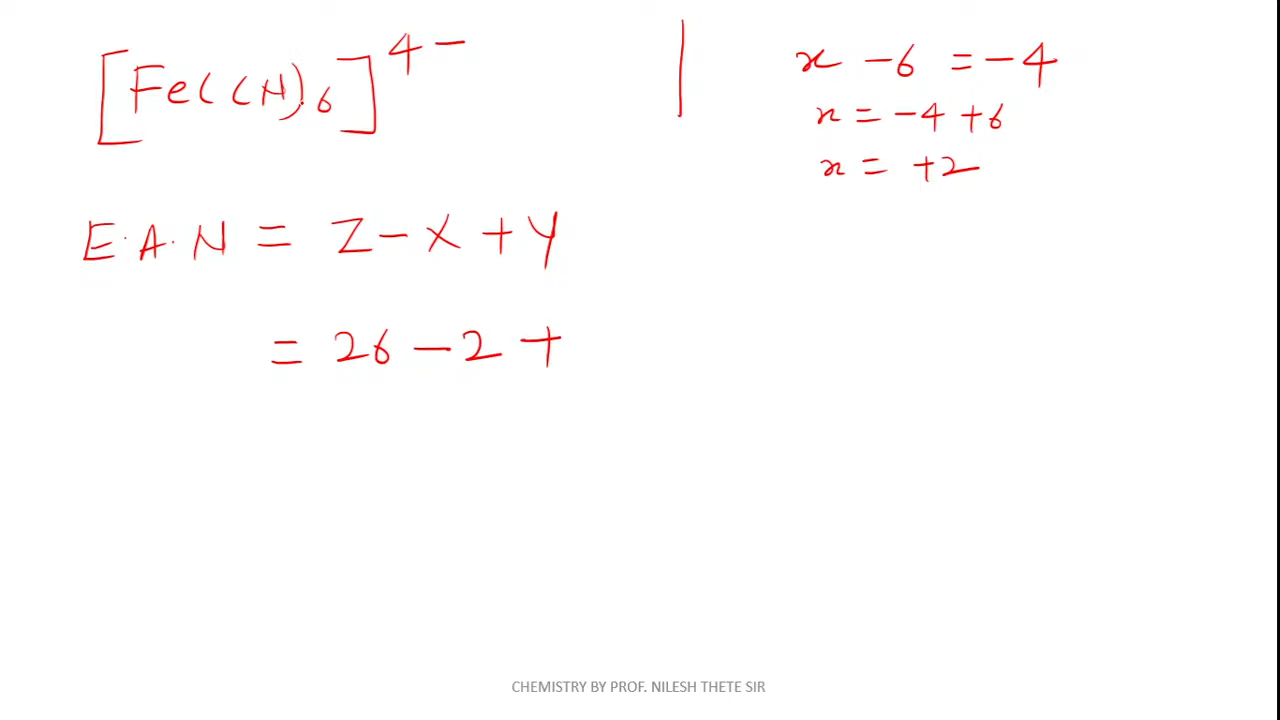 [Fe(CN)6]4-
x - 6 = -4
x = -4 + 6
x = +2
E.A.N = Z - X + Y
= 26 - 2 +
CHEMISTRY BY PROF. NILESH THETE SIR